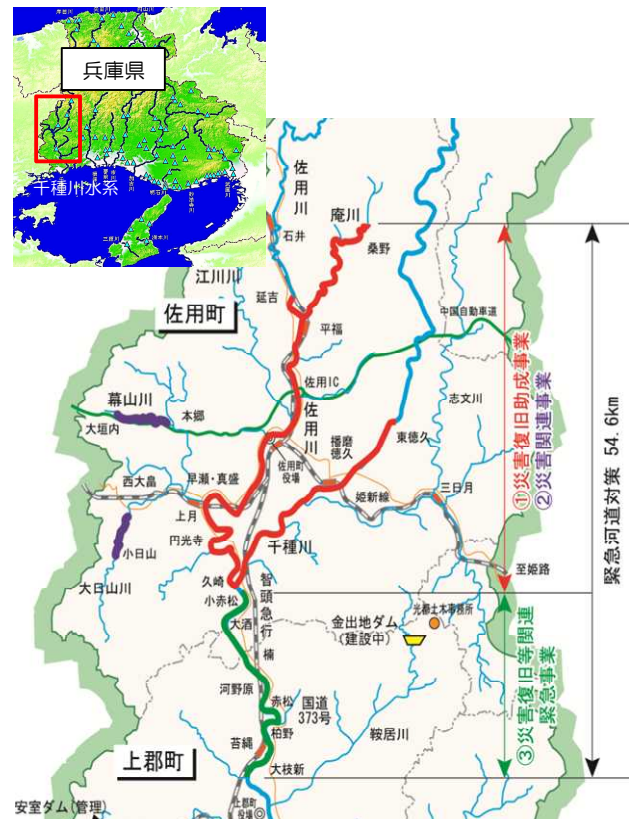 兵庫県
千種川水系
佐用川
庵川
石井
桑野
江川川
延吉
佐用町
平福
中国自動車道
佐用IC
幕山川
本郷
大垣内
佐用川
志文川
播磨徳久
東徳久
佐用町役場
早瀬・真盛
西大畠
上月
姫新線
三日月
円光寺
小日山
千種川
大日山川
久崎
至姫路
小赤松
智頭急行
大酒
光都土木事務所
金出地ダム
(建設中)
楠
河野原
赤松
国道
373号
柏野
苔縄
鞍居川
上郡町
大枝新
安室ダム(管理)
上郡町
役場
①災害復旧助成事業
②災害関連事業
③災害復旧等関連
緊急事業
緊急河道対策 54.6km